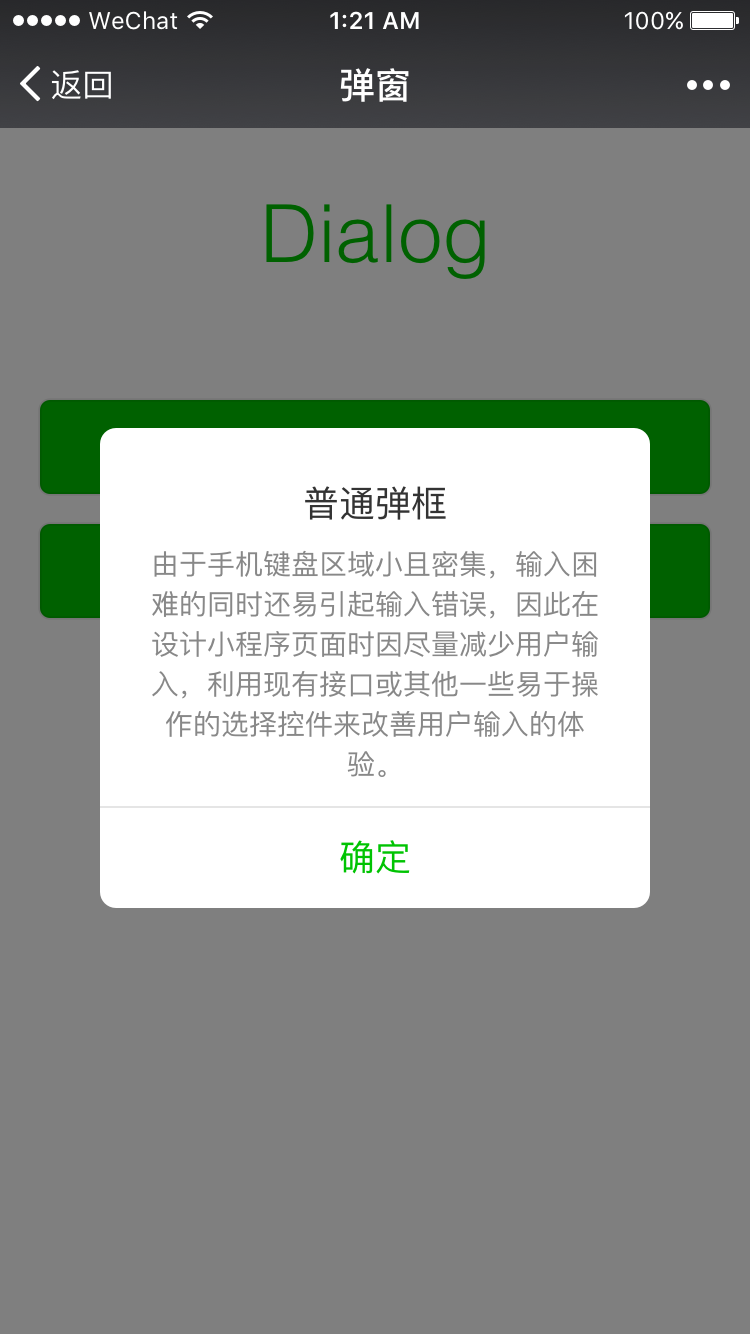 WeChat 1:21 AM 100%
返回 弹窗
Dialog
普通弹框
由于手机键盘区域小且密集，输入困
难的同时还易引起输入错误，因此在
设计小程序页面时因尽量减少用户输
入，利用现有接口或其他一些易于操
作的选择控件来改善用户输入的体
验。
确定